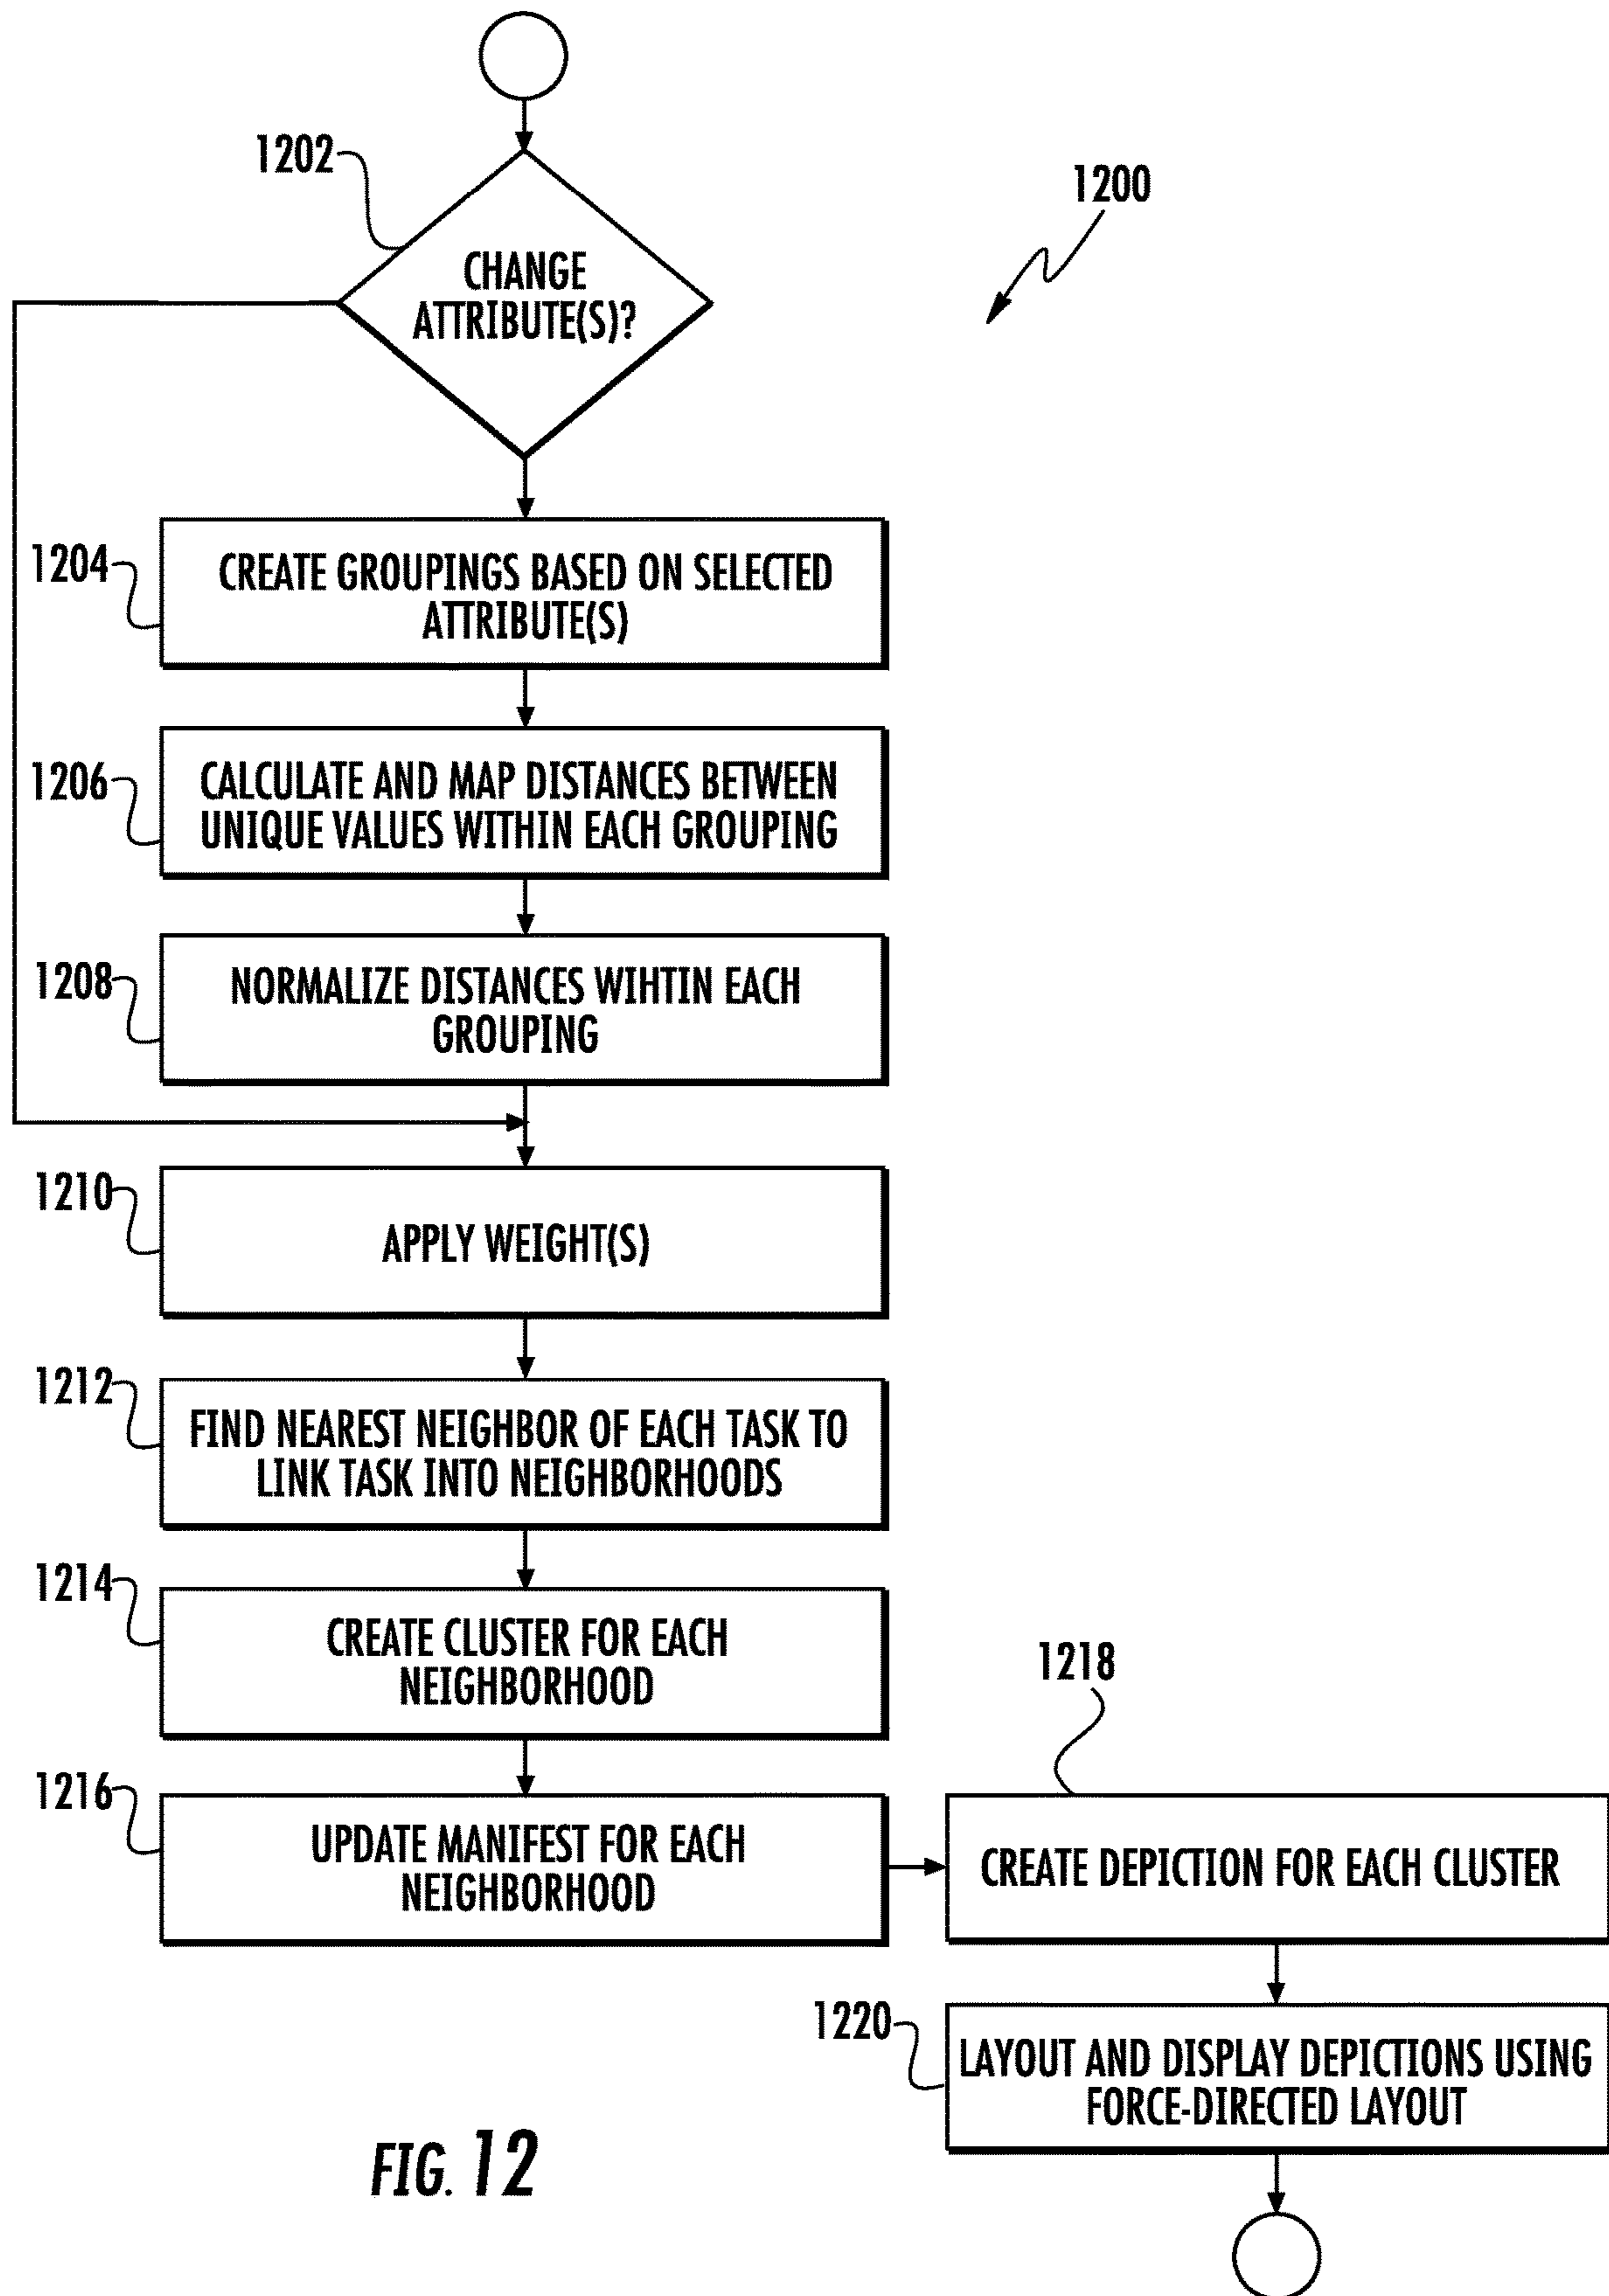 1202
1200
CHANGE
ATTRIBUTE(S)?
1204
CREATE GROUPINGS BASED ON SELECTED
ATTRIBUTE(S)
1206
CALCULATE AND MAP DISTANCES BETWEEN
UNIQUE VALUES WITHIN EACH GROUPING
1208
NORMALIZE DISTANCES WIHTIN EACH
GROUPING
1210
APPLY WEIGHT(S)
1212
FIND NEAREST NEIGHBOR OF EACH TASK TO
LINK TASK INTO NEIGHBORHOODS
1214
CREATE CLUSTER FOR EACH
NEIGHBORHOOD
1216
UPDATE MANIFEST FOR EACH
NEIGHBORHOOD
1218
CREATE DEPICTION FOR EACH CLUSTER
1220
LAYOUT AND DISPLAY DEPICTIONS USING
FORCE-DIRECTED LAYOUT
FIG. 12